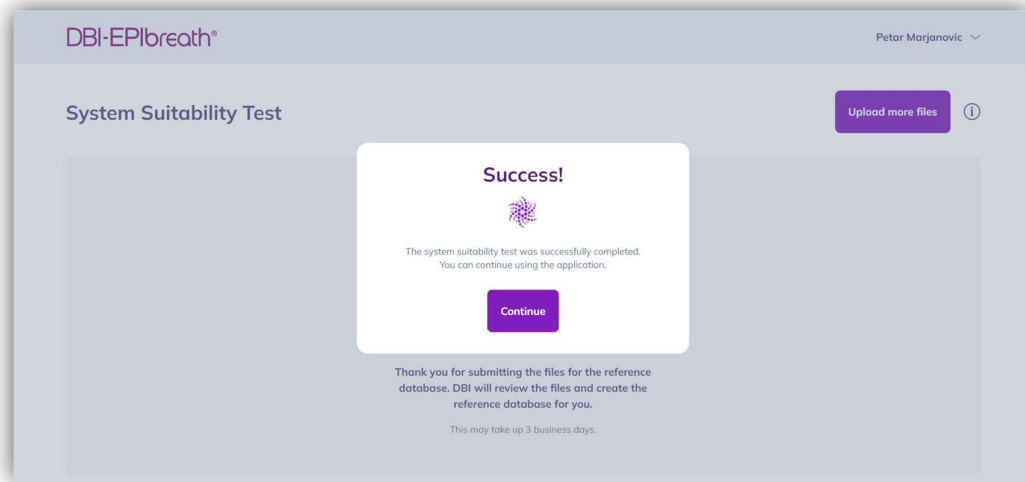 DBI-EPIbreath®
Petar Marjanovic
System Suitability Test
Upload more files
Success!
The system suitability test was successfully completed.
You can continue using the application.
Continue
Thank you for submitting the files for the reference
database. DBI will review the files and create the
reference database for you.
This may take up 3 business days.